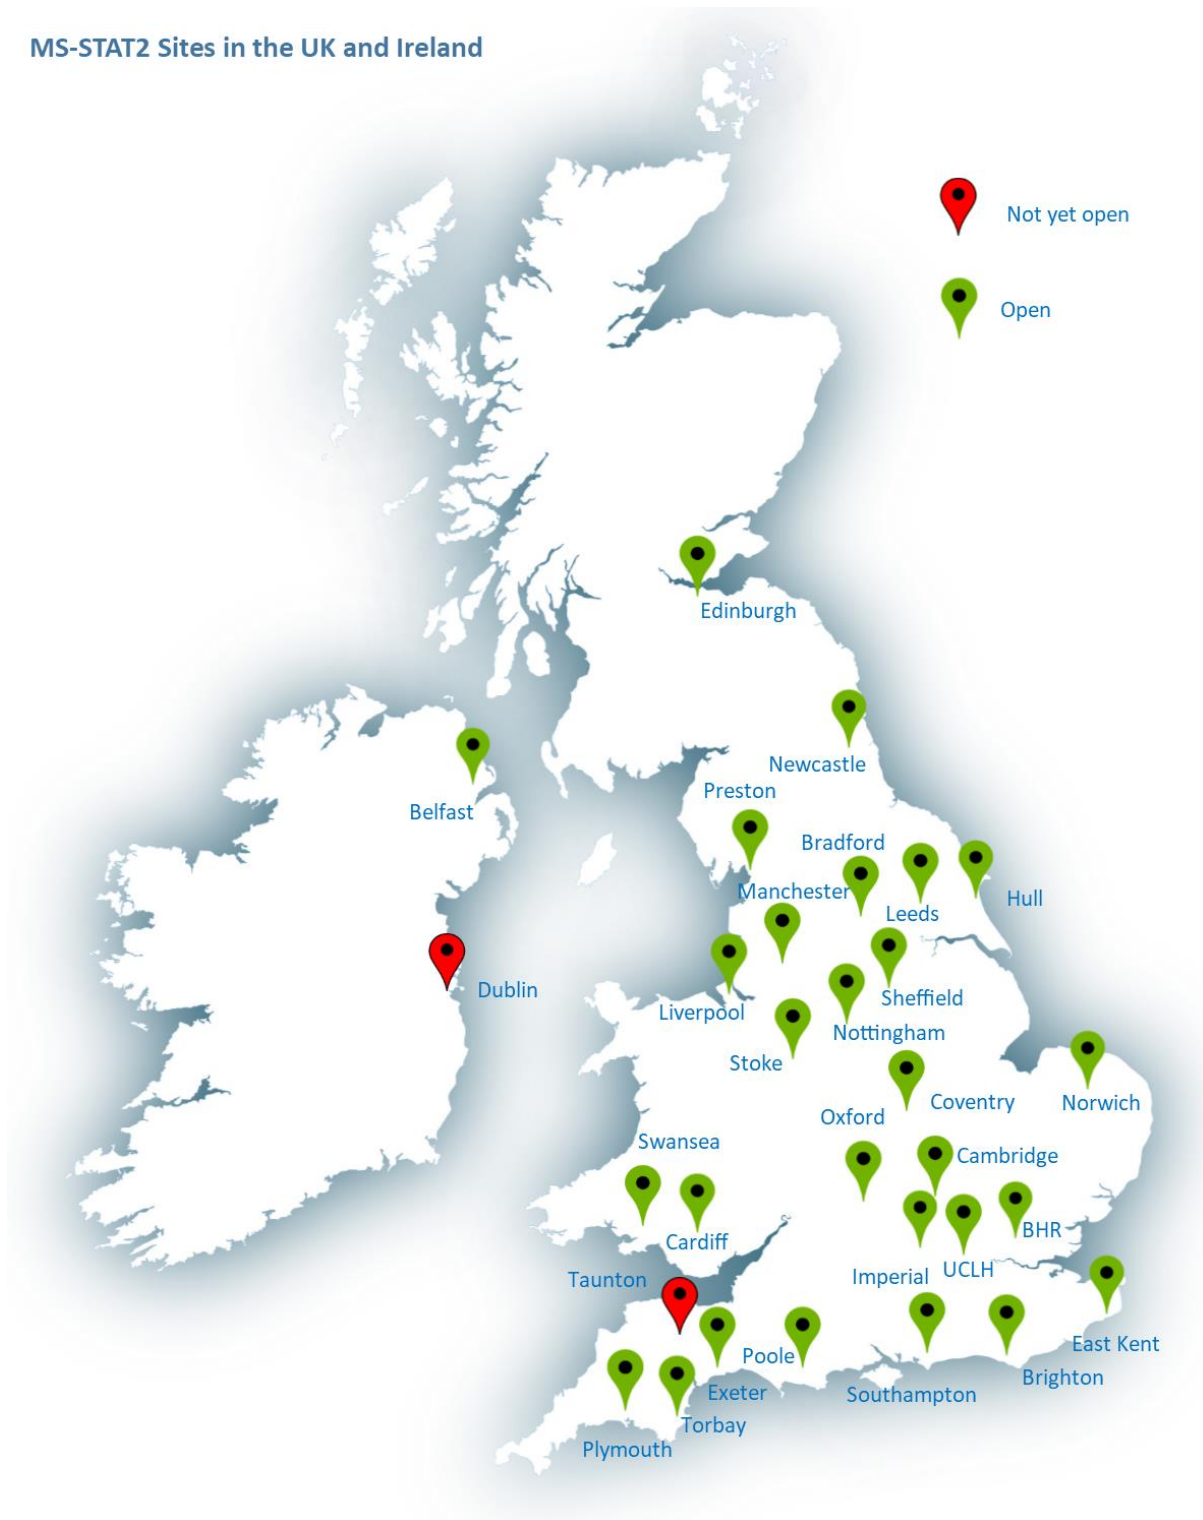 MS-STAT2 Sites in the UK and Ireland
Not yet open
Open
Edinburgh
Newcastle
Preston
Belfast
Bradford
Manchester
Leeds
Hull
Dublin
Sheffield
Liverpool
Nottingham
Stoke
Coventry
Norwich
Oxford
Swansea
Cambridge
BHR
Cardiff
UCLH
Imperial
Taunton
East Kent
Poole
Brighton
Exeter
Southampton
Torbay
Plymouth